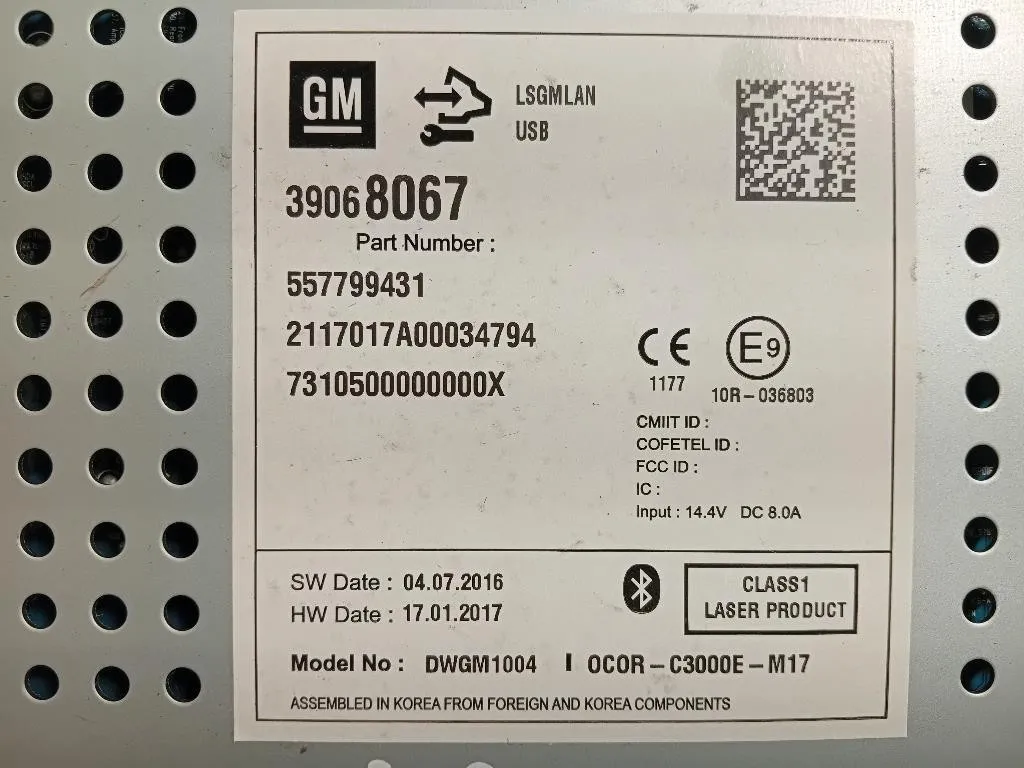 GM
LSGMLAN
USB
39068067
Part Number :
557799431
2117017A00034794
7310500000000X
CE
1177
E9
10R-036803
CMIIT ID :
COFETEL ID :
FCC ID :
IC :
Input : 14.4V DC 8.0A
SW Date : 04.07.2016
HW Date : 17.01.2017
CLASS1
LASER PRODUCT
Model No : DWGM1004 I OCOR-C3000E-M17
ASSEMBLED IN KOREA FROM FOREIGN AND KOREA COMPONENTS